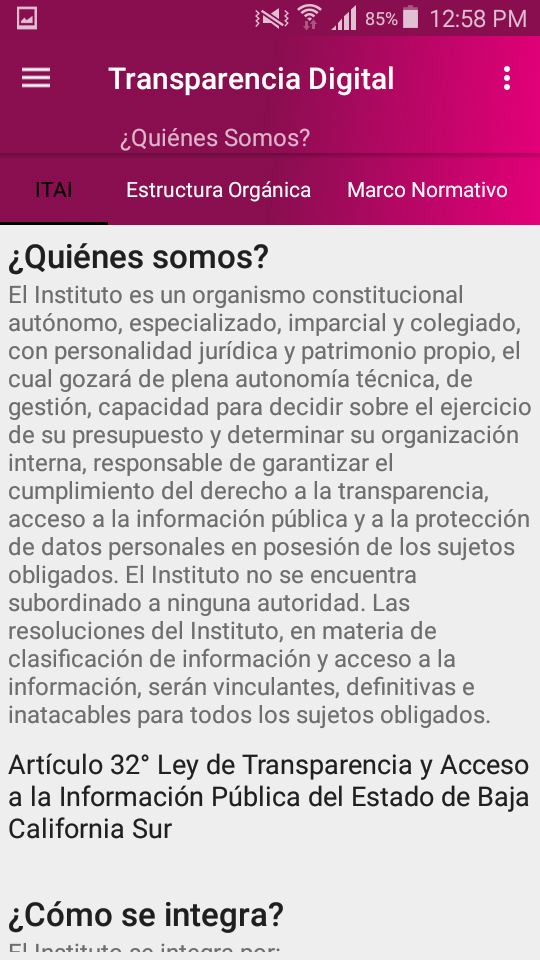 85% 12:58 PM
Transparencia Digital
¿Quiénes Somos?
ITAI Estructura Orgánica Marco Normativo
¿Quiénes somos?
El Instituto es un organismo constitucional
autónomo, especializado, imparcial y colegiado,
con personalidad jurídica y patrimonio propio, el
cual gozará de plena autonomía técnica, de
gestión, capacidad para decidir sobre el ejercicio
de su presupuesto y determinar su organización
interna, responsable de garantizar el
cumplimiento del derecho a la transparencia,
acceso a la información pública y a la protección
de datos personales en posesión de los sujetos
obligados. El Instituto no se encuentra
subordinado a ninguna autoridad. Las
resoluciones del Instituto, en materia de
clasificación de información y acceso a la
información, serán vinculantes, definitivas e
inatacables para todos los sujetos obligados.
Artículo 32° Ley de Transparencia y Acceso
a la Información Pública del Estado de Baja
California Sur
¿Cómo se integra?
El Instituto se integra por: